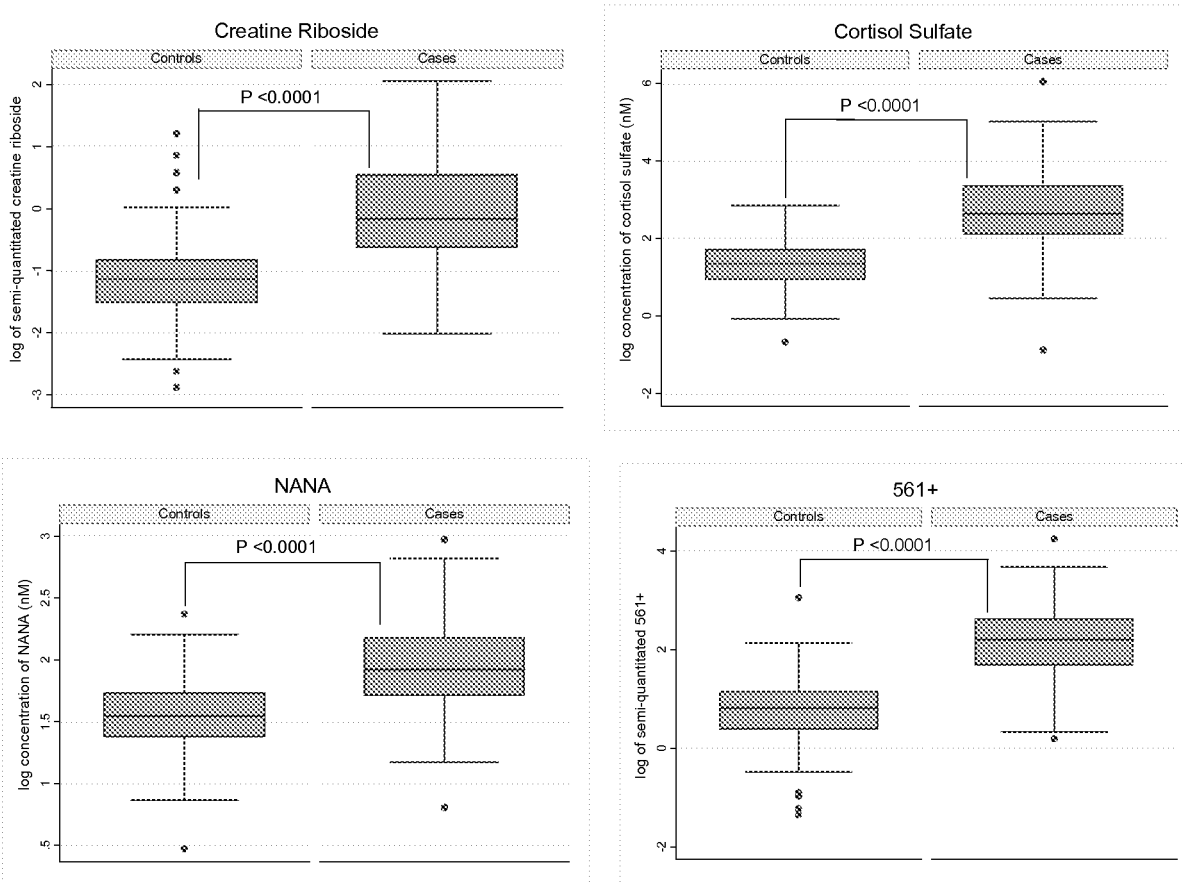 Creatine Riboside
Controls Cases
P <0.0001
log of semi-quantitated creatine riboside
2
1
0
-1
-2
-3
Cortisol Sulfate
Controls Cases
P <0.0001
log concentration of cortisol sulfate (nM)
6
4
2
0
-2
NANA
Controls Cases
P <0.0001
log concentration of NANA (nM)
3
2.5
2
1.5
1
.5
561+
Controls Cases
P <0.0001
log of semi-quantitated 561+
4
2
0
-2